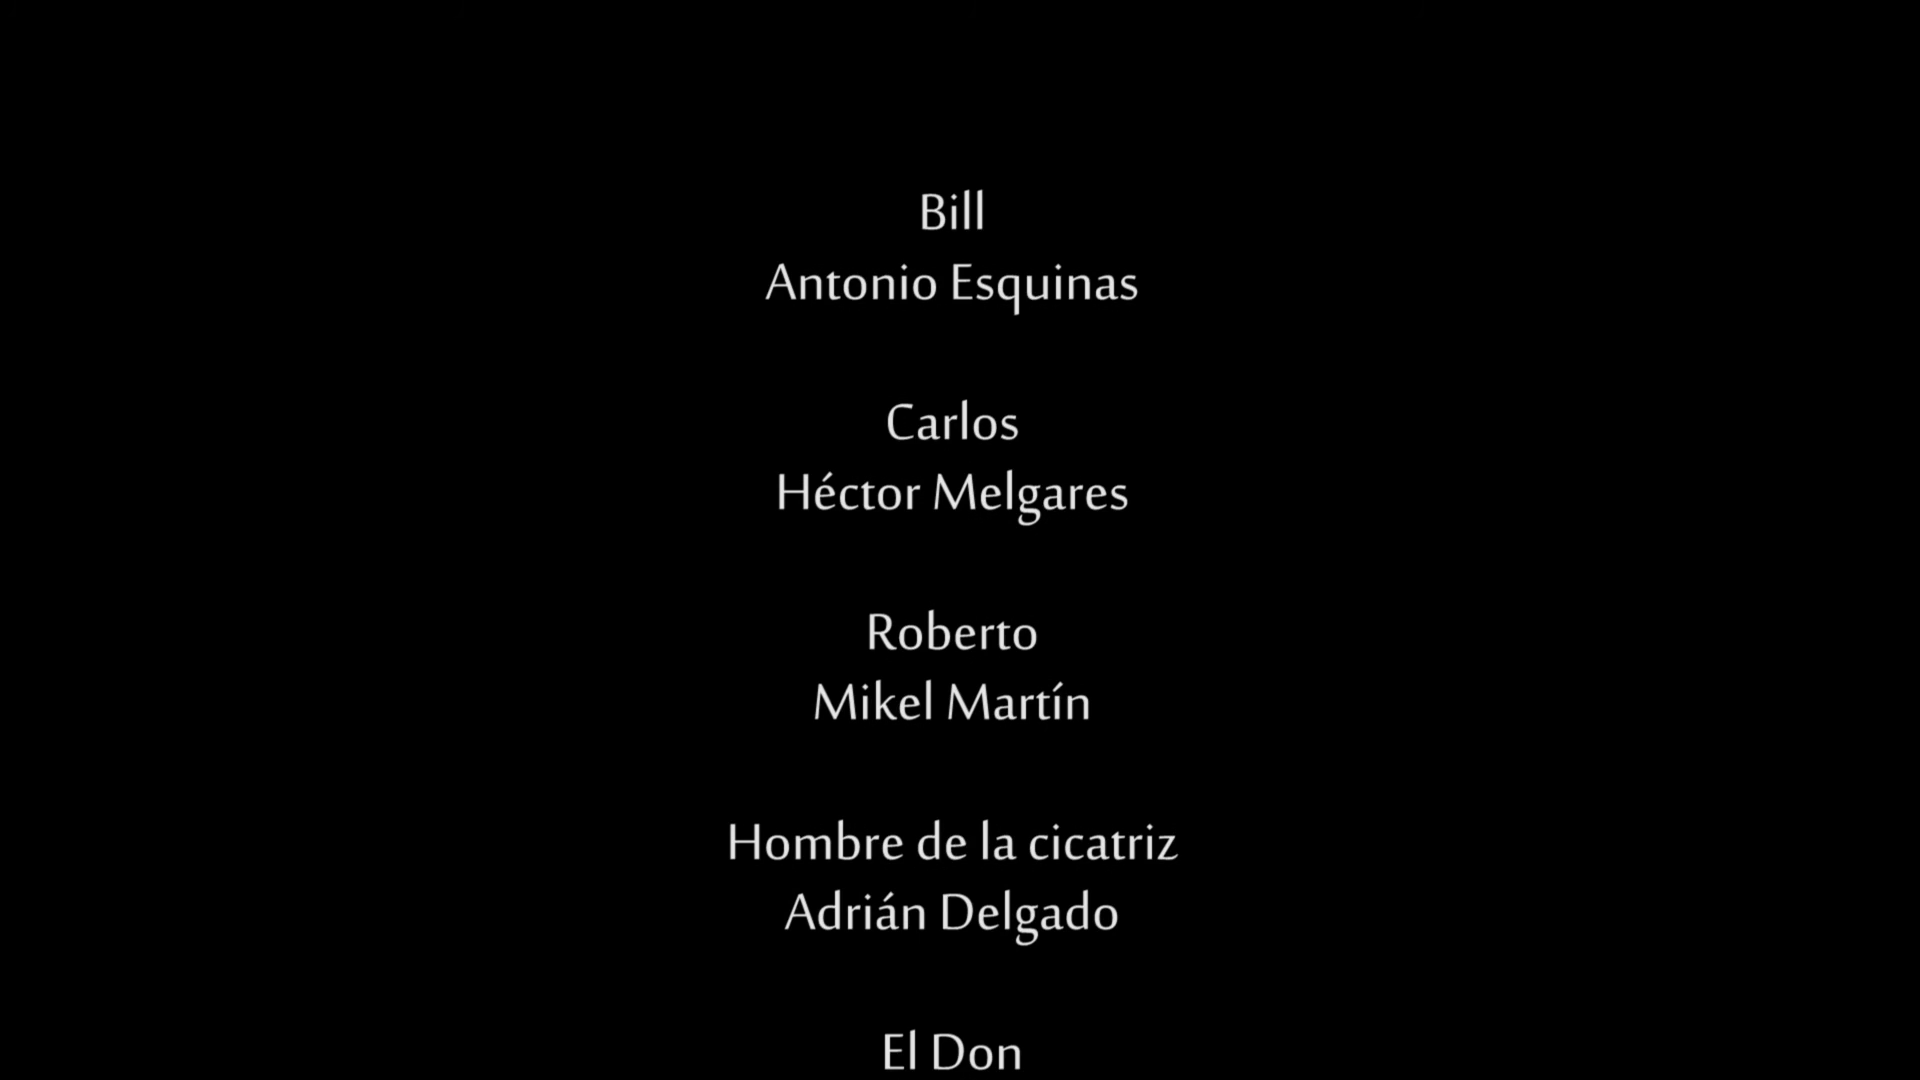 Bill
Antonio Esquinas
Carlos
Héctor Melgares
Roberto
Mikel Martín
Hombre de la cicatriz
Adrián Delgado
El Don